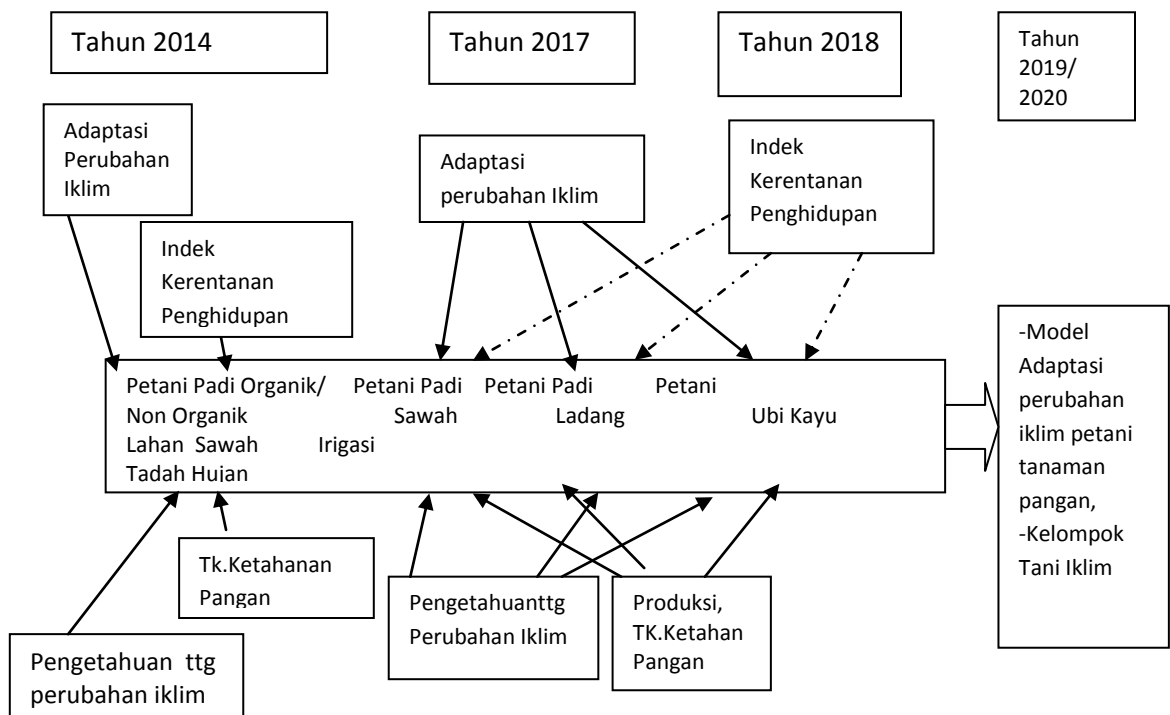 Tahun 2014
Tahun 2017
Tahun 2018
Tahun
2019/
2020
Adaptasi
Perubahan
Iklim
Indek
Kerentanan
Penghidupan
Adaptasi
perubahan Iklim
Indek
Kerentanan
Penghidupan
Petani Padi Organik/ Petani Padi Petani Padi Petani
Non Organik Sawah Ladang Ubi Kayu
Lahan Sawah Irigasi
Tadah Hujan
-Model
Adaptasi
perubahan
iklim petani
tanaman
pangan,
-Kelompok
Tani Iklim
Tk.Ketahanan
Pangan
Pengetahuanttg
Perubahan Iklim
Produksi,
TK.Ketahan
Pangan
Pengetahuan ttg
perubahan iklim